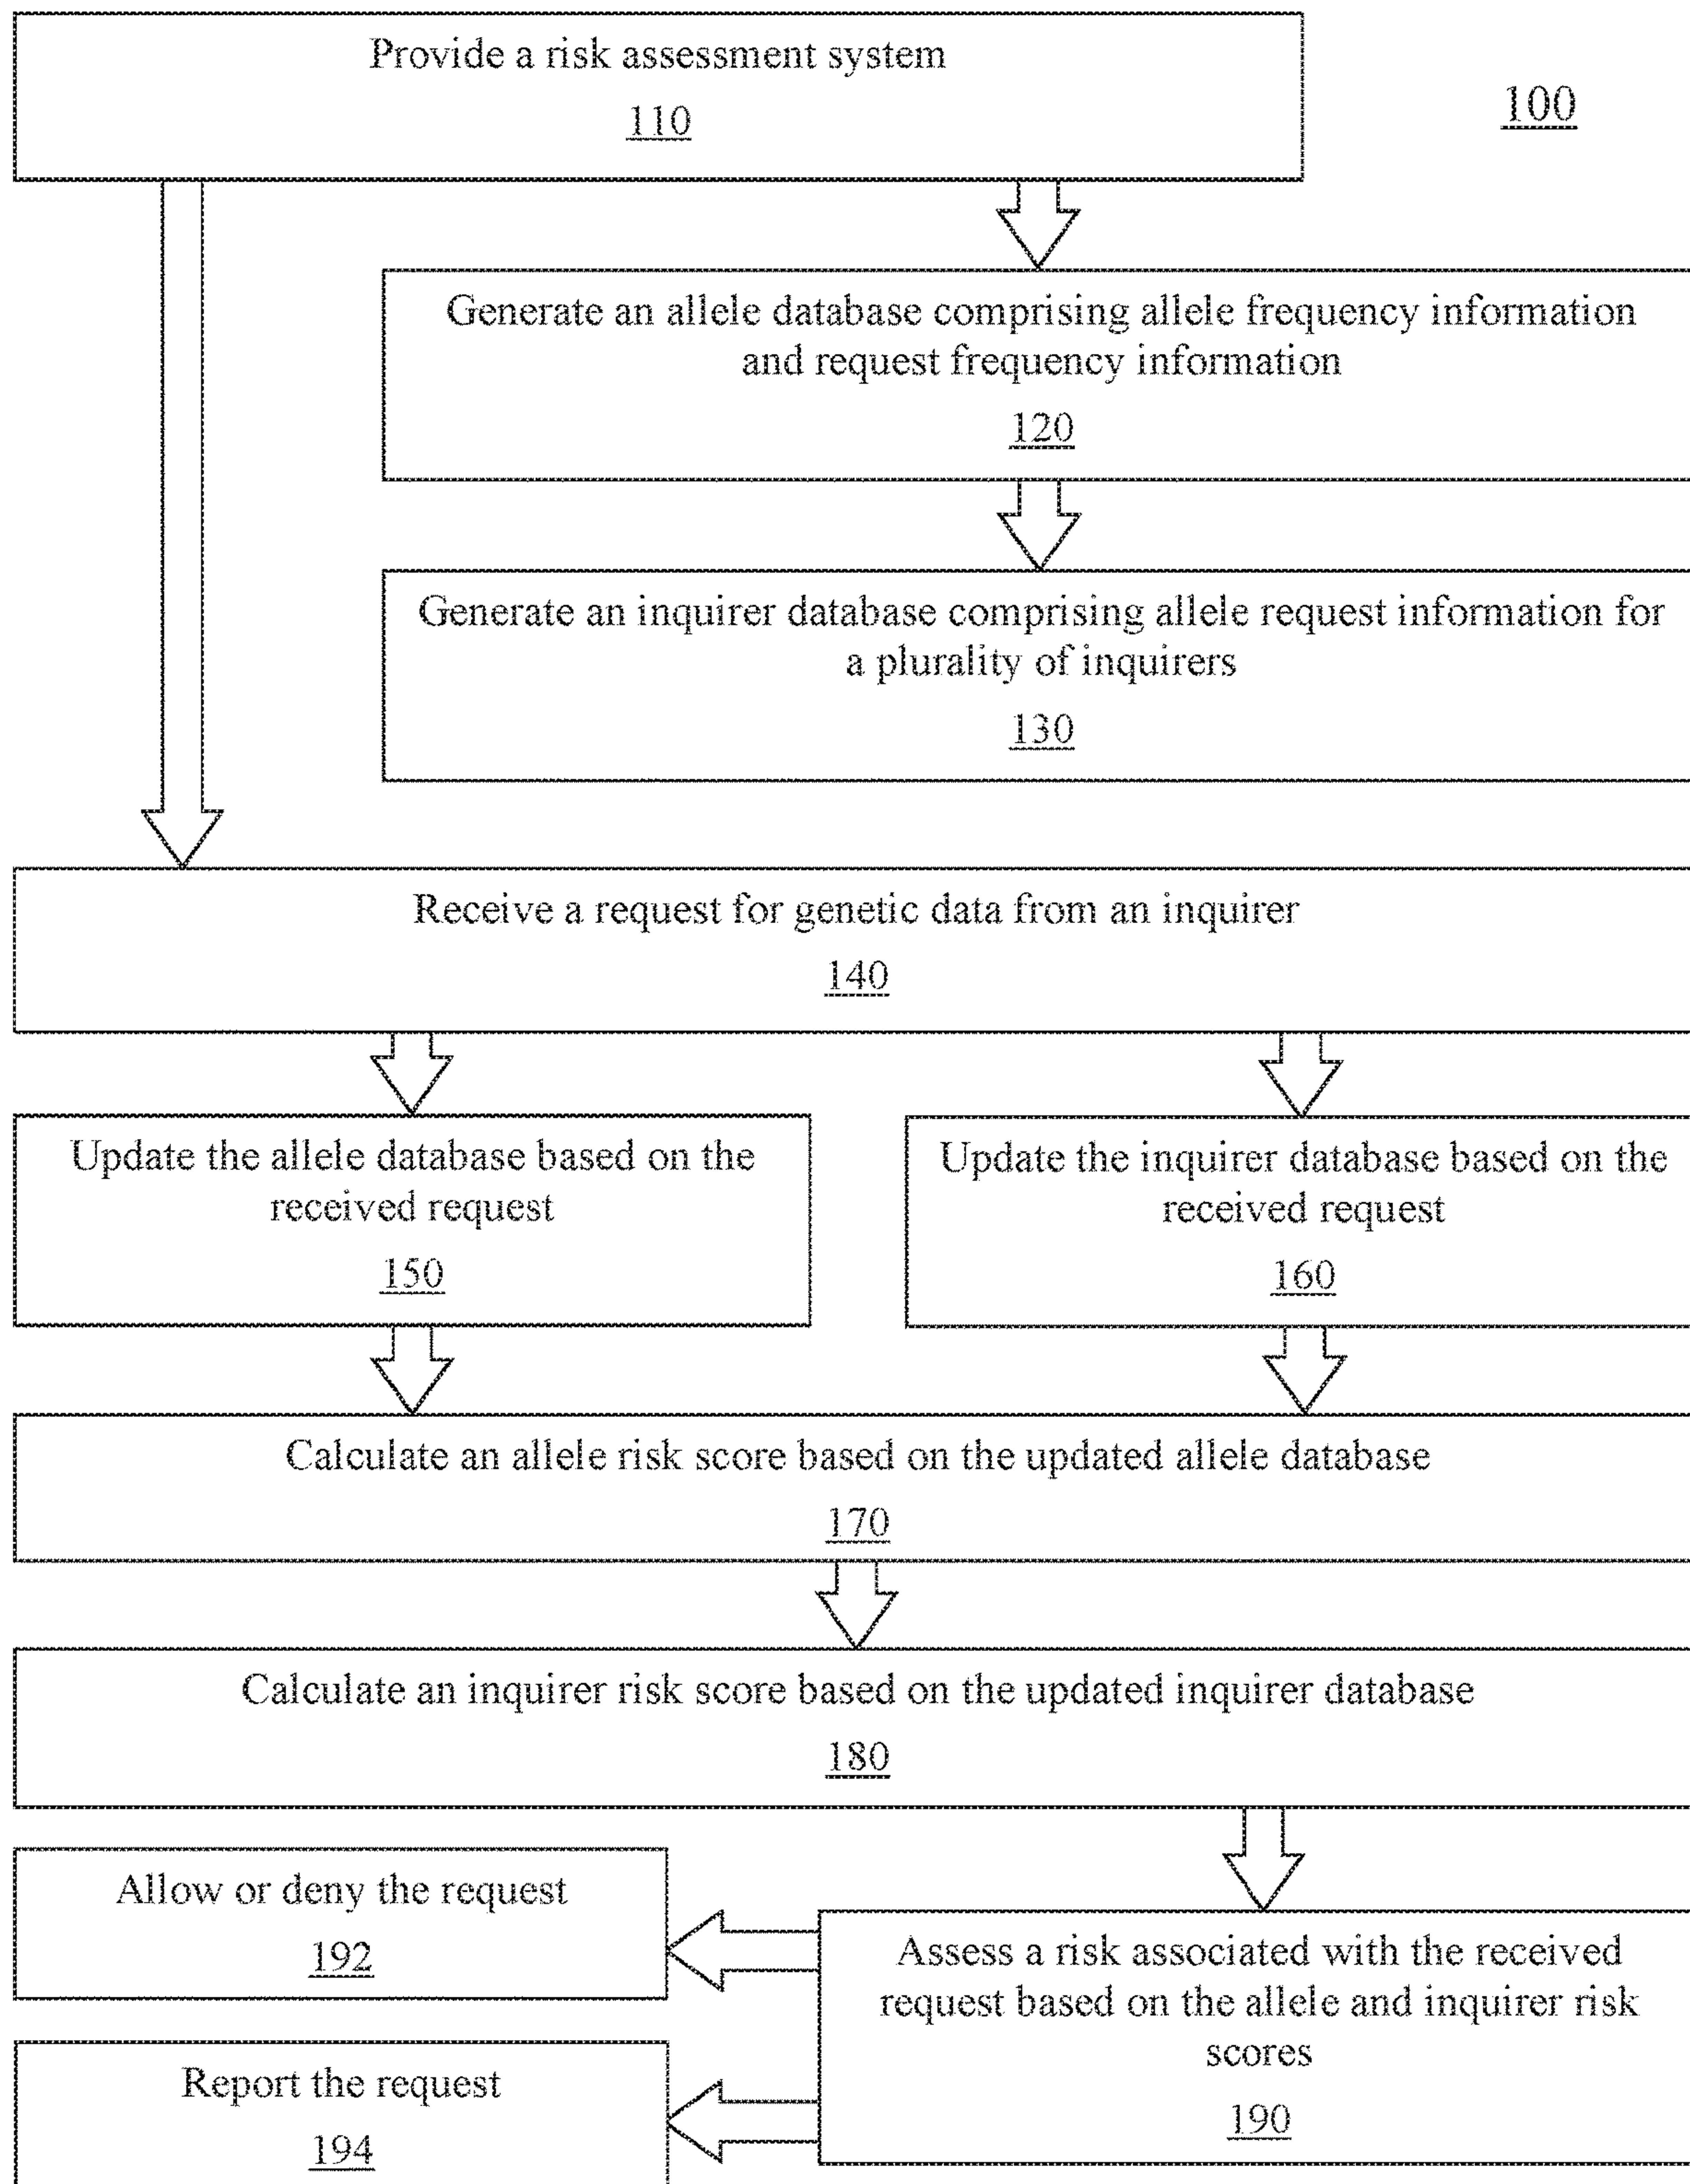 Provide a risk assessment system
110
100
Generate an allele database comprising allele frequency information
and request frequency information
120
Generate an inquirer database comprising allele request information for
a plurality of inquirers
130
Receive a request for genetic data from an inquirer
140
Update the allele database based on the
received request
150
Update the inquirer database based on the
received request
160
Calculate an allele risk score based on the updated allele database
170
Calculate an inquirer risk score based on the updated inquirer database
180
Allow or deny the request
192
Assess a risk associated with the received
request based on the allele and inquirer risk
scores
190
Report the request
194